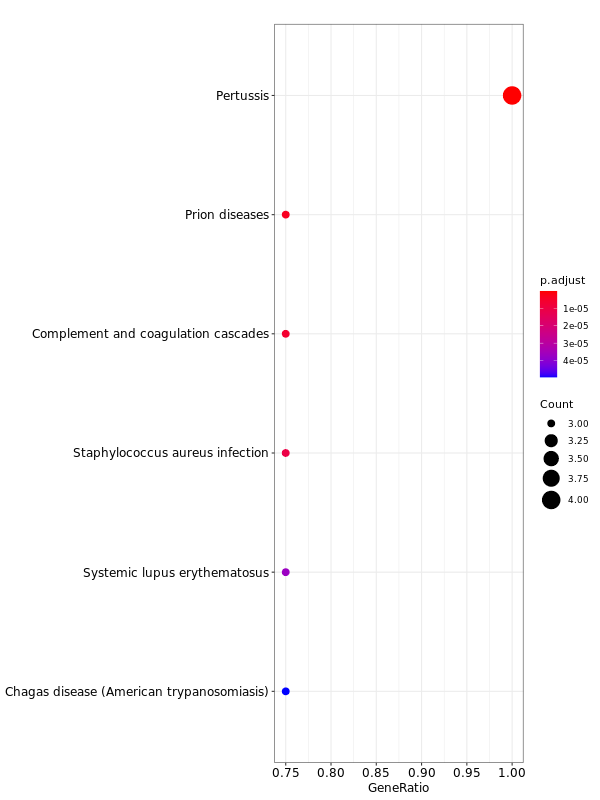 Pertussis
Prion diseases
Complement and coagulation cascades
Staphylococcus aureus infection
Systemic lupus erythematosus
Chagas disease (American trypanosomiasis)
0.75 0.80 0.85 0.90 0.95 1.00
GeneRatio
p.adjust
1e-05
2e-05
3e-05
4e-05
Count
3.00
3.25
3.50
3.75
4.00